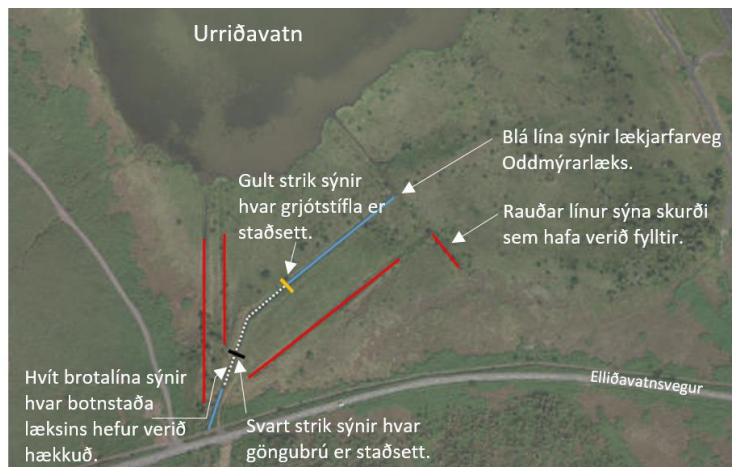 Urriðavatn
Blá lína sýnir lækjarfarveg
Oddmýrarlæks.
Gult strik sýnir
hvar grjótstífla er
staðsett.
Rauðar línur sýna skurði
sem hafa verið fylltir.
Elliðavatnsvegur
Hvít brotalína sýnir
hvar botnstaða
læksins hefur verið
hækkuð.
Svart strik sýnir hvar
göngubrú er staðsett.